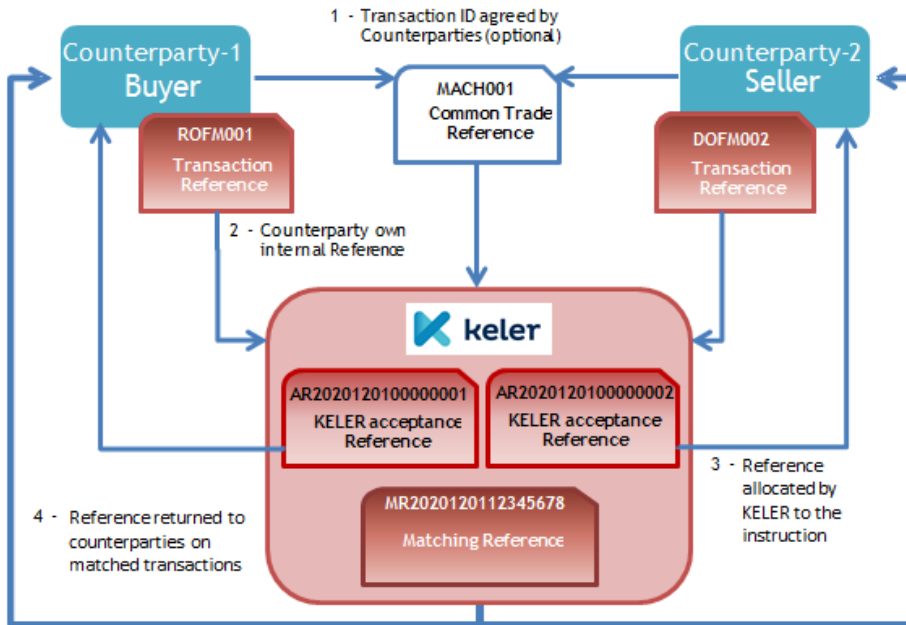 1 - Transaction ID agreed by
Counterparties (optional)
Counterparty-1
Buyer
Counterparty-2
Seller
MACH001
Common Trade
Reference
ROFM001
Transaction
Reference
DOFM002
Transaction
Reference
2 - Counterparty own
internal Reference
keler
AR2020120100000001
KELER acceptance
Reference
AR2020120100000002
KELER acceptance
Reference
3 - Reference
allocated by
KELER to the
instruction
MR2020120112345678
Matching Reference
4 - Reference returned to
counterparties on
matched transactions